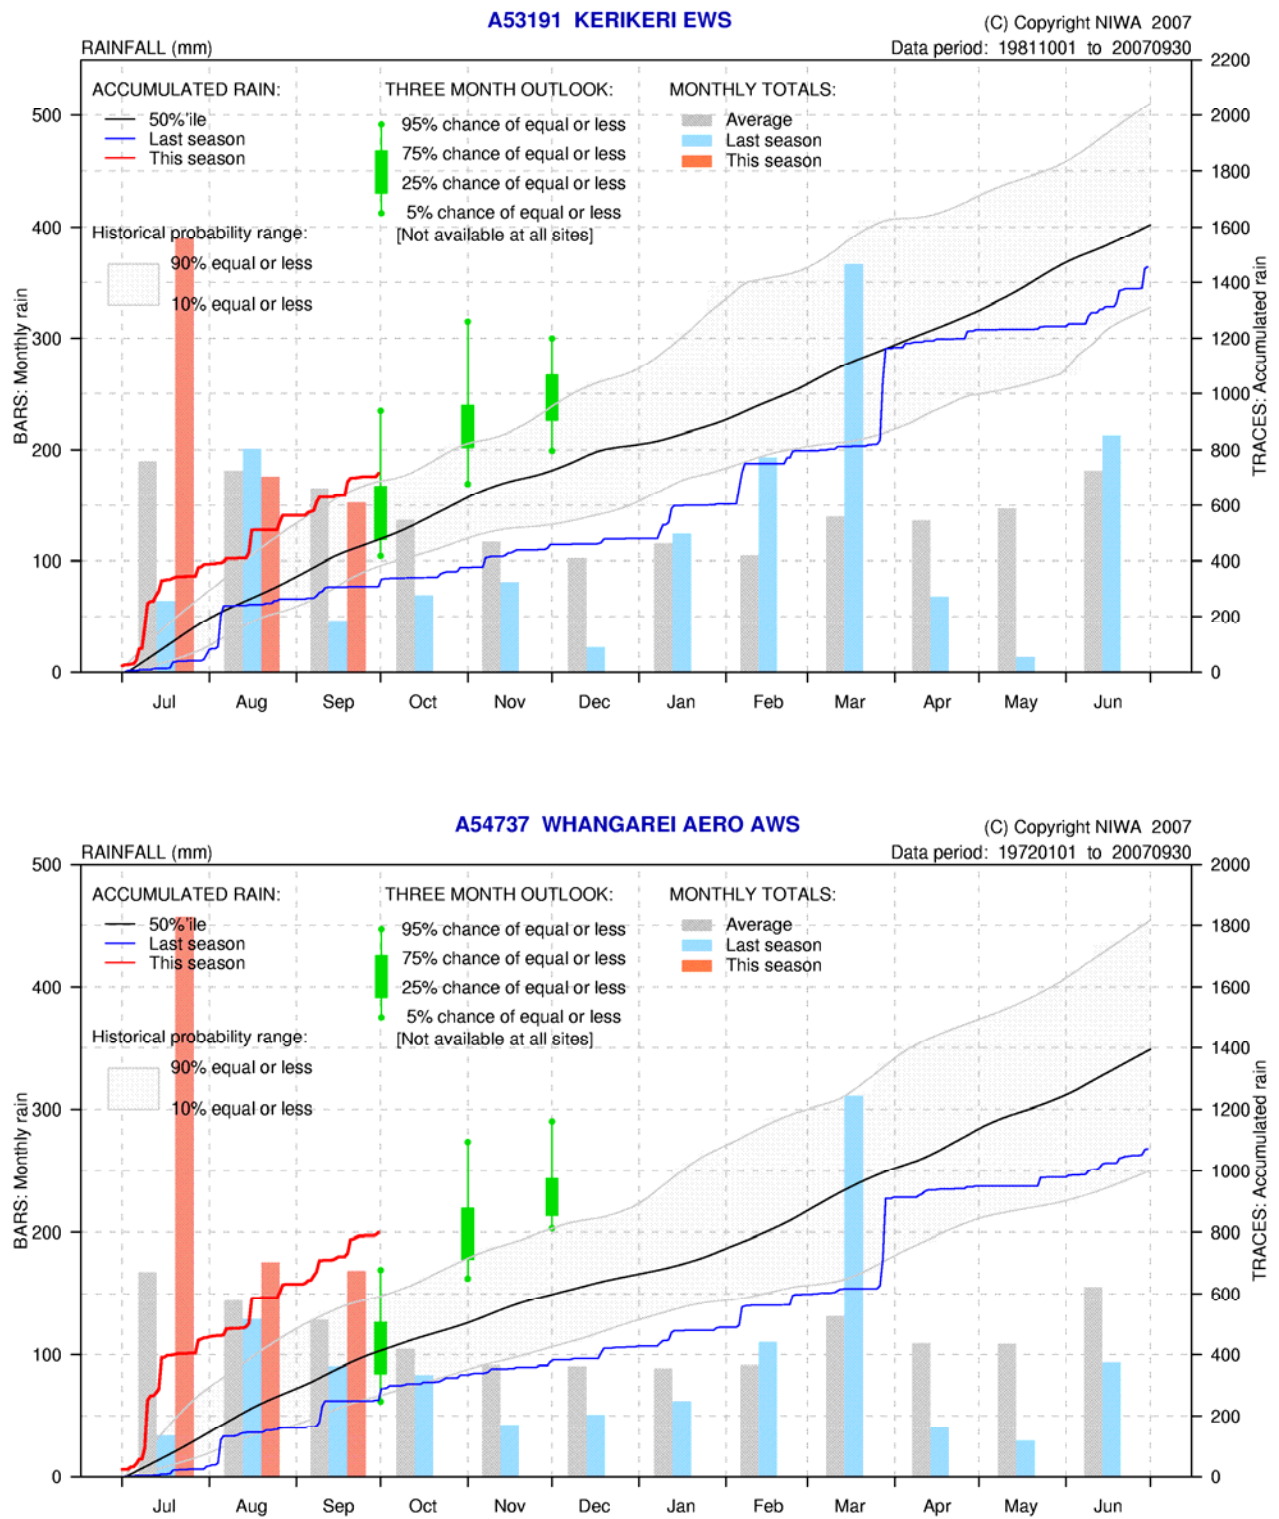 A53191 KERIKERI EWS
(C) Copyright NIWA 2007
RAINFALL (mm)
Data period: 19811001 to 20070930
ACCUMULATED RAIN:
50%'ile
Last season
This season
Historical probability range:
90% equal or less
10% equal or less
THREE MONTH OUTLOOK:
95% chance of equal or less
75% chance of equal or less
25% chance of equal or less
5% chance of equal or less
[Not available at all sites]
MONTHLY TOTALS:
Average
Last season
This season
BARS: Monthly rain
500
400
300
200
100
0
TRACES: Accumulated rain
2200
2000
1800
1600
1400
1200
1000
800
600
400
200
0
Jul Aug Sep Oct Nov Dec Jan Feb Mar Apr May Jun
A54737 WHANGAREI AERO AWS
(C) Copyright NIWA 2007
RAINFALL (mm)
Data period: 19720101 to 20070930
ACCUMULATED RAIN:
50%'ile
Last season
This season
Historical probability range:
90% equal or less
10% equal or less
THREE MONTH OUTLOOK:
95% chance of equal or less
75% chance of equal or less
25% chance of equal or less
5% chance of equal or less
[Not available at all sites]
MONTHLY TOTALS:
Average
Last season
This season
BARS: Monthly rain
500
400
300
200
100
0
TRACES: Accumulated rain
2000
1800
1600
1400
1200
1000
800
600
400
200
0
Jul Aug Sep Oct Nov Dec Jan Feb Mar Apr May Jun